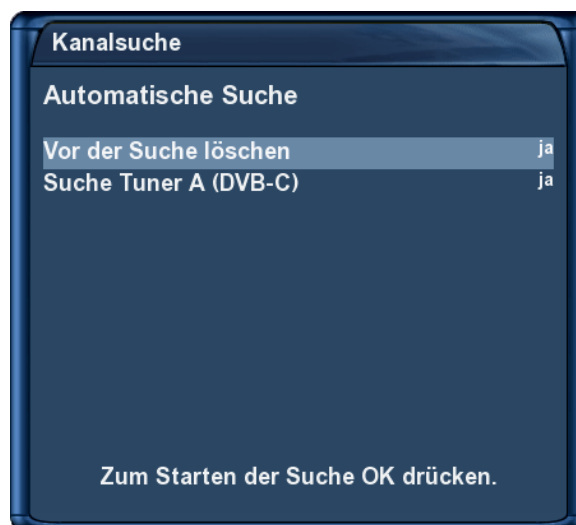 Kanalsuche
Automatische Suche
Vor der Suche löschen ja
Suche Tuner A (DVB-C) ja
Zum Starten der Suche OK drücken.